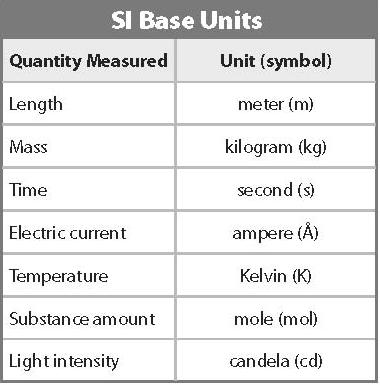 SI Base Units
Quantity Measured Unit (symbol)
Length meter (m)
Mass kilogram (kg)
Time second (s)
Electric current ampere (Å)
Temperature Kelvin (K)
Substance amount mole (mol)
Light intensity candela (cd)